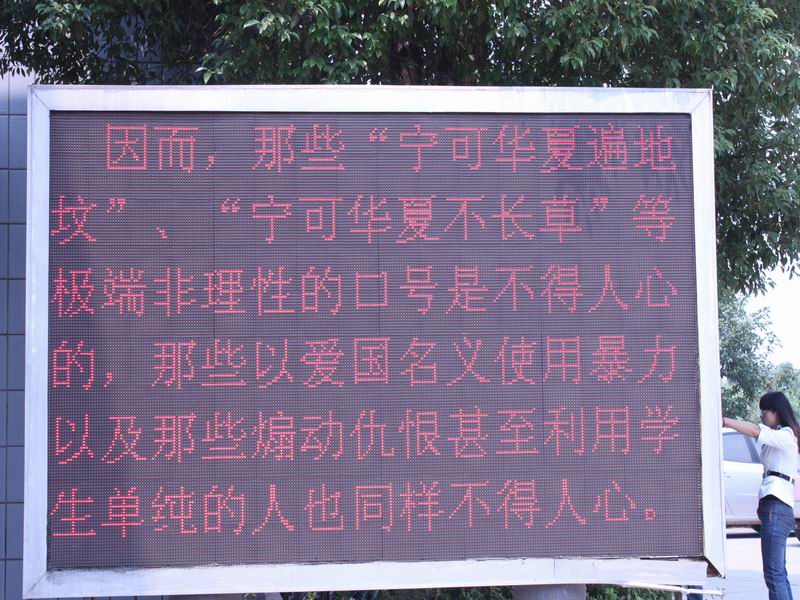 因而，那些“宁可华夏遍地
坟”、“宁可华夏不长草”等
极端非理性的口号是不得人心
的，那些以爱国名义使用暴力
以及那些煽动仇恨甚至利用学
生单纯的人也同样不得人心。